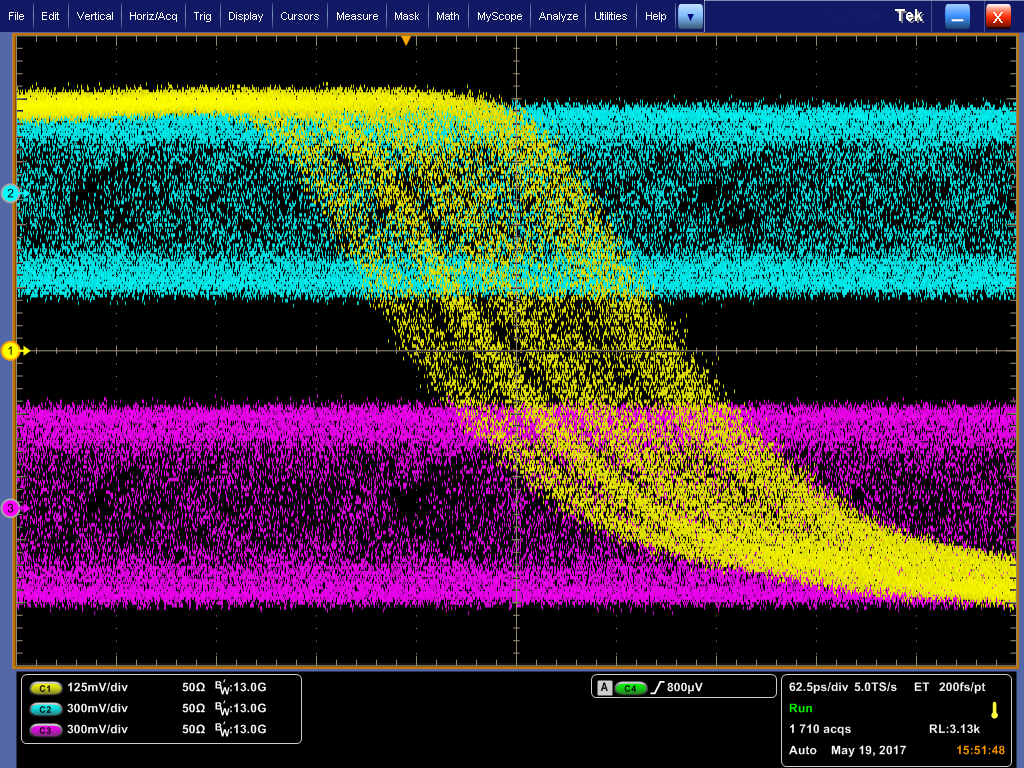 File Edit Vertical Horiz/Acq Trig Display Cursors Measure Mask Math MyScope Analyze Utilities Help Tek X
2
1
3
C1 125mV/div 50Ω BW:13.0G
C2 300mV/div 50Ω BW:13.0G
C3 300mV/div 50Ω BW:13.0G
A C4 800µV
62.5ps/div 5.0TS/s ET 200fs/pt
Run
1 710 acqs RL:3.13k
Auto May 19, 2017 15:51:48